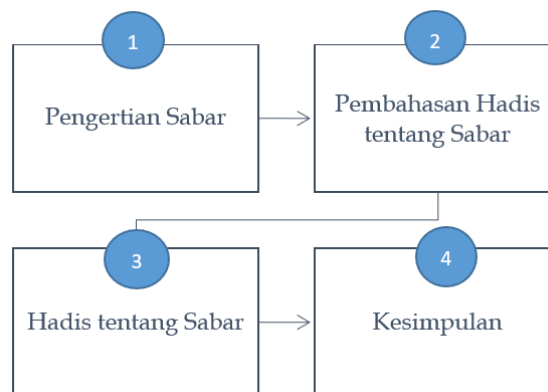 1
Pengertian Sabar
2
Pembahasan Hadis
tentang Sabar
3
Hadis tentang Sabar
4
Kesimpulan